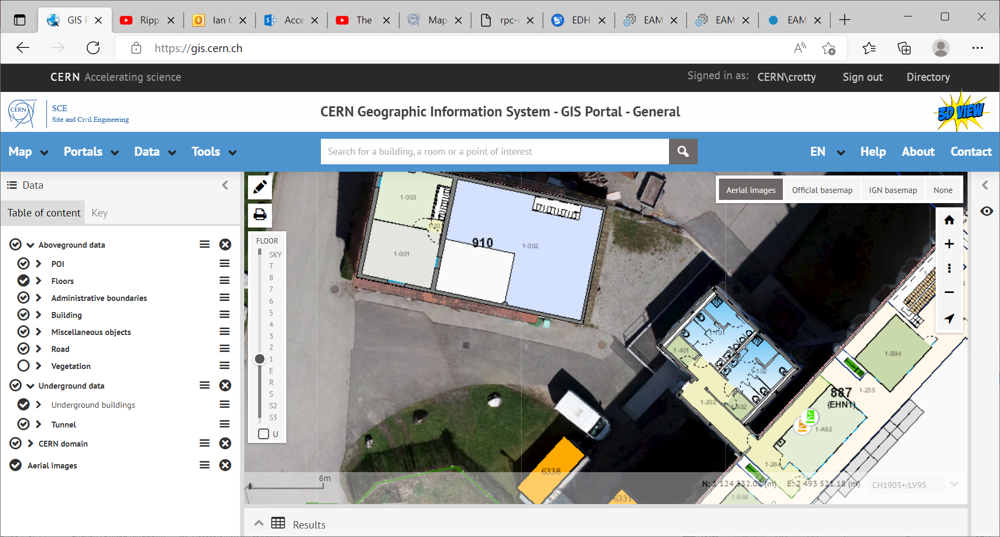 GIS
Ripp
Ian
Acce
The
Map
rpc-
EDH
EAM
EAM
EAM
https://gis.cern.ch
CERN Accelerating science
Signed in as: CERN\crotty Sign out Directory
CERN
SCE
Site and Civil Engineering
CERN Geographic Information System - GIS Portal - General
3D VIEW
Map Portals Data Tools
Search for a building, a room or a point of interest
EN Help About Contact
Data
Table of content Key
Aboveground data
POI
Floors
Administrative boundaries
Building
Miscellaneous objects
Road
Vegetation
Underground data
Underground buildings
Tunnel
CERN domain
Aerial images
FLOOR
SKY
T
8
7
6
5
4
3
2
1
E
R
S
S2
S3
U
Aerial images Official basemap IGN basemap None
1-003
1-20
1-001
910
1-002
1-101
1-401
1-102
1-202
1-402
1-B94
887
(EHN1)
1-255
1-A92
1-264
6338
6331
1-B88
6m
E: 2 493 521.18 (m)
CH1903+/LV95
Results